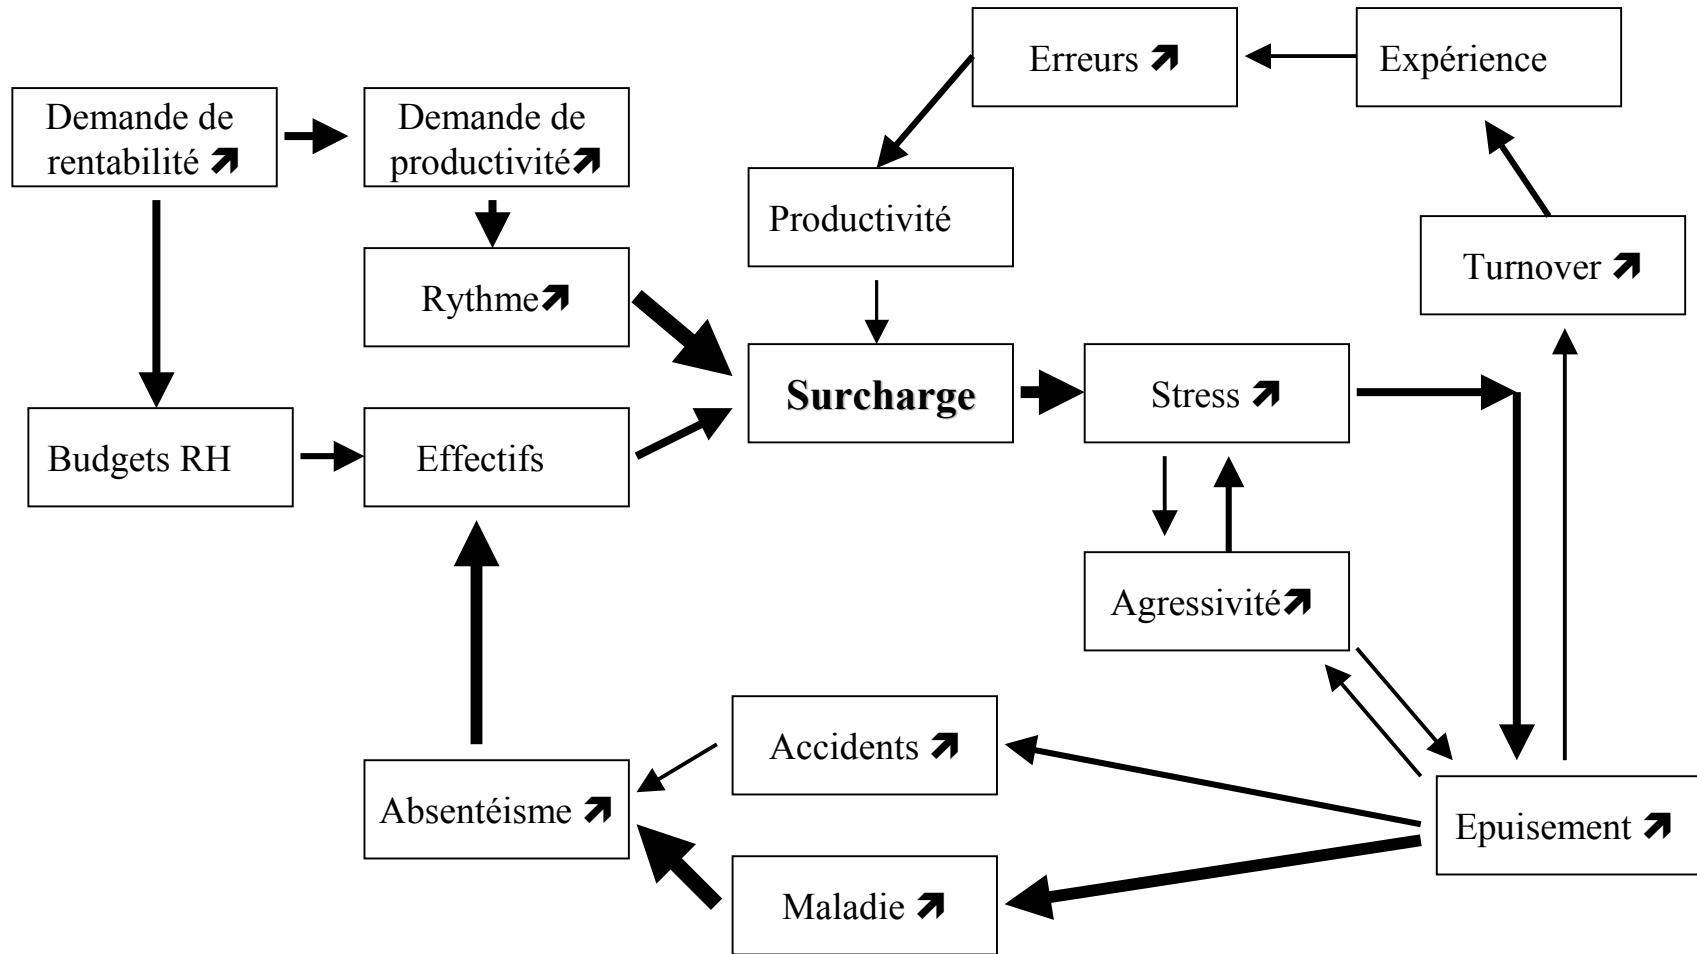 Erreurs ↗
Expérience
Demande de
rentabilité ↗
Demande de
productivité↗
Productivité
Turnover ↗
Rythme↗
Surcharge
Stress ↗
Budgets RH
Effectifs
Agressivité↗
Accidents ↗
Absentéisme ↗
Epuisement ↗
Maladie ↗